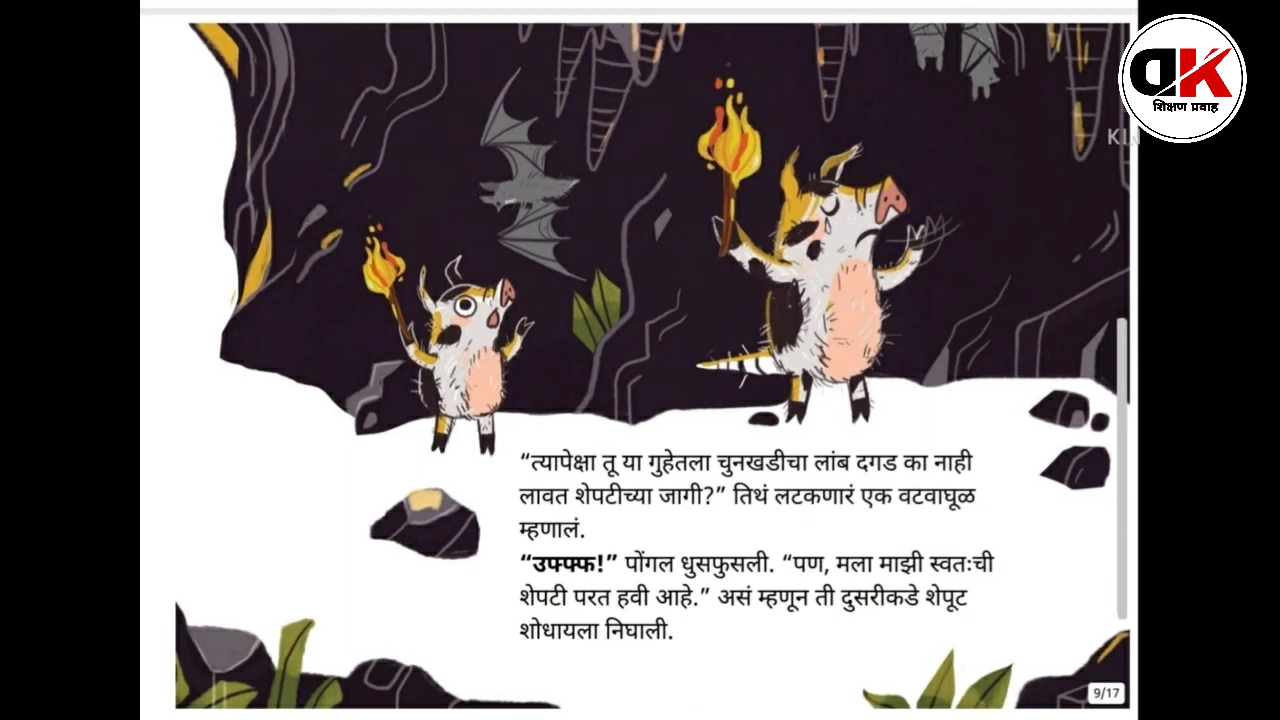 DK
शिक्षण प्रवाह
“त्यापेक्षा तू या गुहेतला चुनखडीचा लांब दगड का नाही
लावत शेपटीच्या जागी?” तिथं लटकणारं एक वटवाघूळ
म्हणालं.
“उफ्फ्फ!” पोंगल धुसफुसली. “पण, मला माझी स्वतःची
शेपटी परत हवी आहे.” असं म्हणून ती दुसरीकडे शेपूट
शोधायला निघाली.
9/17